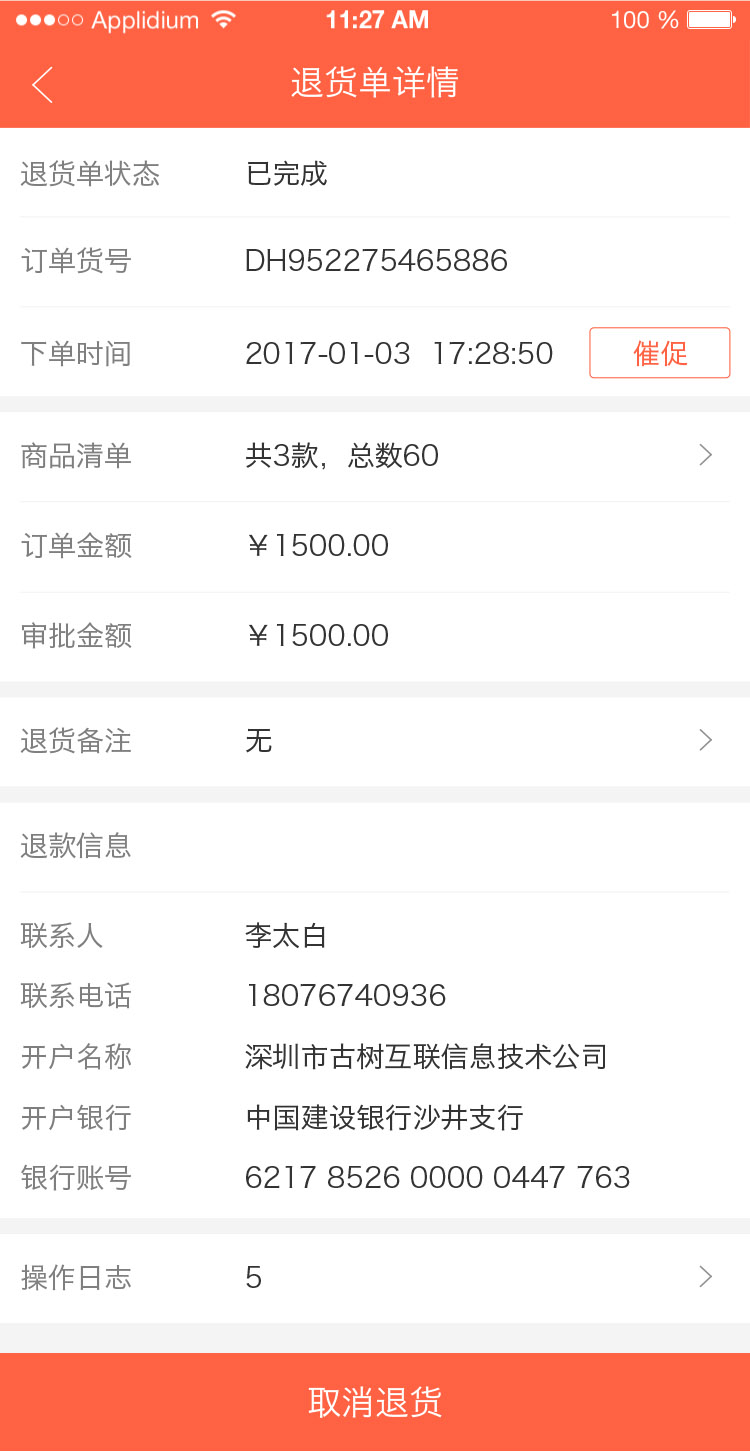 Applidium 11:27 AM 100 %
退货单详情
退货单状态 已完成
订单货号 DH952275465886
下单时间 2017-01-03 17:28:50 催促
商品清单 共3款，总数60
订单金额 ￥1500.00
审批金额 ￥1500.00
退货备注 无
退款信息
联系人 李太白
联系电话 18076740936
开户名称 深圳市古树互联信息技术公司
开户银行 中国建设银行沙井支行
银行账号 6217 8526 0000 0447 763
操作日志 5
取消退货